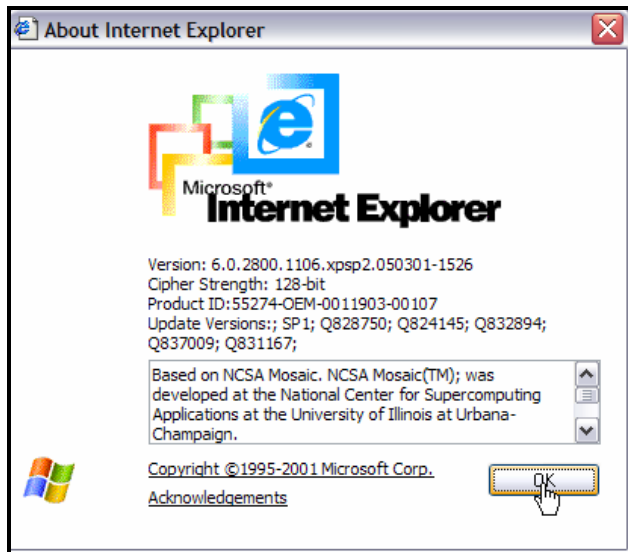 About Internet Explorer
Microsoft®
Internet Explorer
Version: 6.0.2800.1106.xpsp2.050301-1526
Cipher Strength: 128-bit
Product ID:55274-OEM-0011903-00107
Update Versions:; SP1; Q828750; Q824145; Q832894;
Q837009; Q831167;
Based on NCSA Mosaic. NCSA Mosaic(TM); was
developed at the National Center for Supercomputing
Applications at the University of Illinois at Urbana-
Champaign.
Copyright ©1995-2001 Microsoft Corp.
OK
Acknowledgements